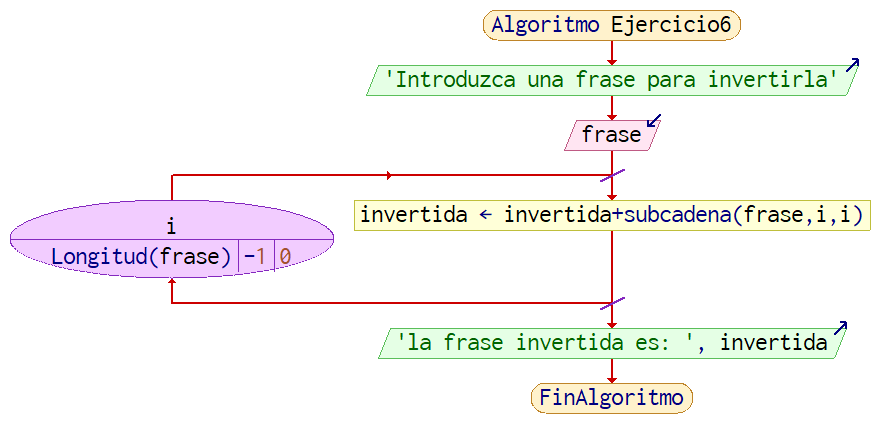 Algoritmo Ejercicio6
'Introduzca una frase para invertirla'
frase
i
Longitud(frase) -1 0
invertida ← invertida+subcadena(frase,i,i)
'la frase invertida es: ', invertida
FinAlgoritmo